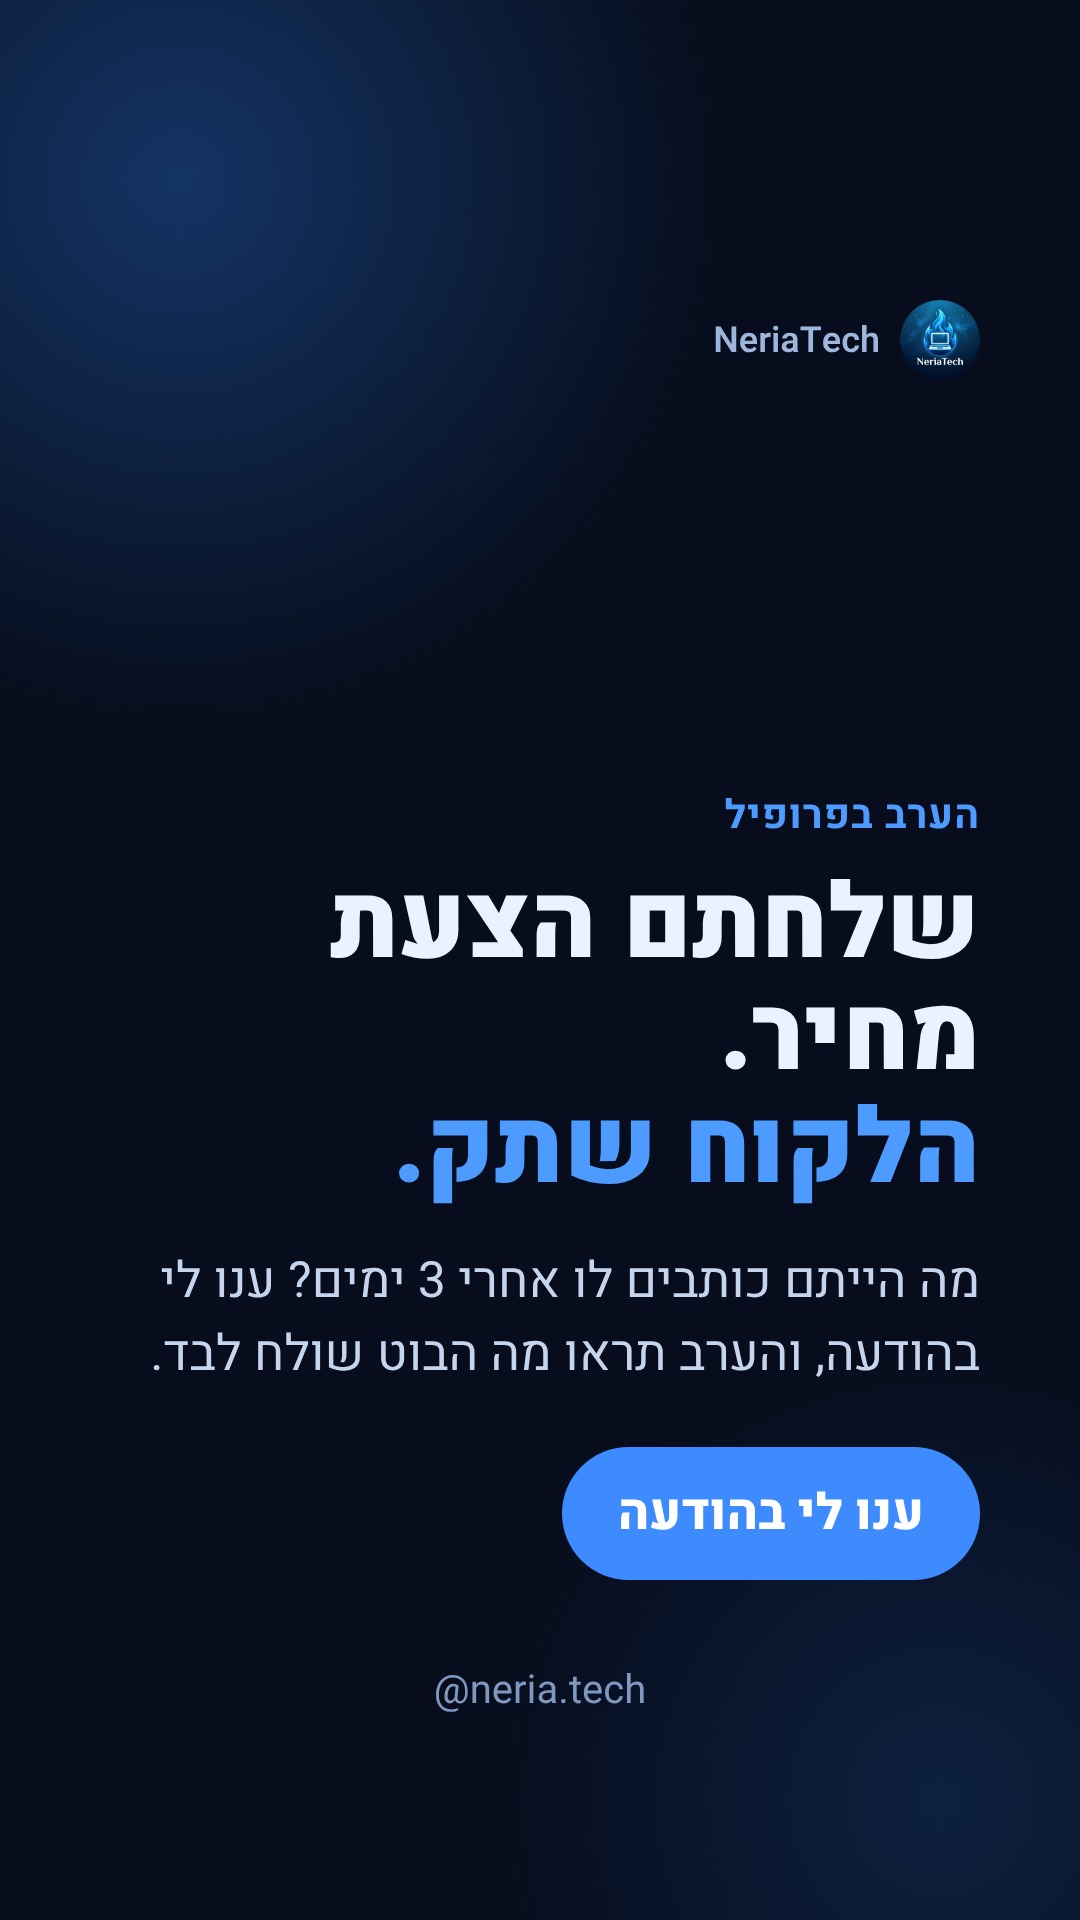 NeriaTech
NeriaTech
הערב בפרופיל
שלחתם הצעת
מחיר.
הלקוח שתק.
מה הייתם כותבים לו אחרי 3 ימים? ענו לי
בהודעה, והערב תראו מה הבוט שולח לבד.
ענו לי בהודעה
@neria.tech